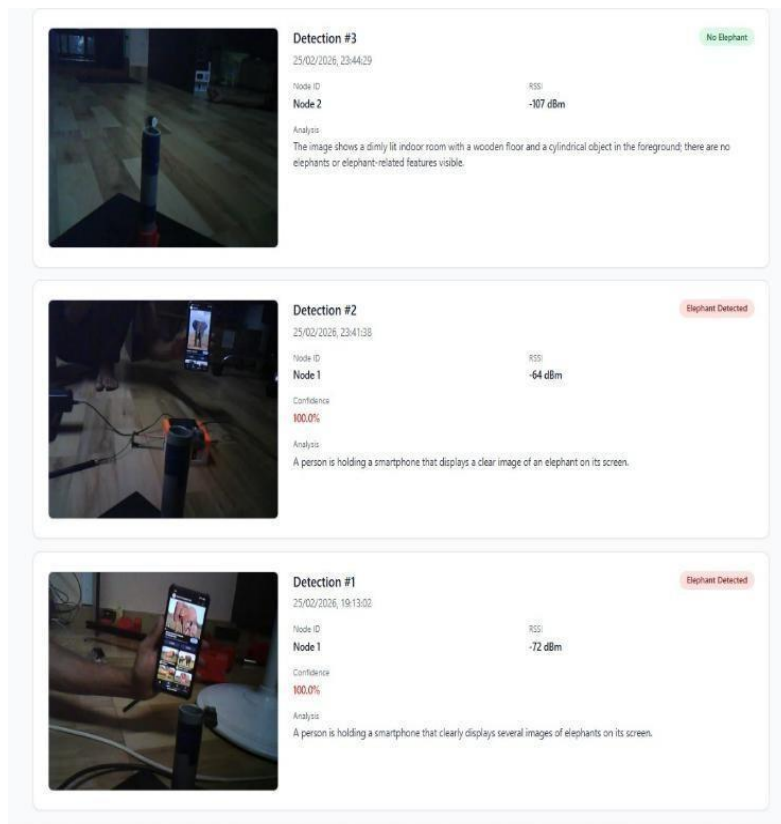 Detection #3
No Elephant
25/02/2026, 23:44:29
Node ID
RSSI
Node 2
-107 dBm
Analysis
The image shows a dimly lit indoor room with a wooden floor and a cylindrical object in the foreground; there are no
elephants or elephant-related features visible.
Detection #2
Elephant Detected
25/02/2026, 23:41:38
Node ID
RSSI
Node 1
-64 dBm
Confidence
100.0%
Analysis
A person is holding a smartphone that displays a clear image of an elephant on its screen.
Detection #1
Elephant Detected
25/02/2026, 19:13:02
Node ID
RSSI
Node 1
-72 dBm
Confidence
100.0%
Analysis
A person is holding a smartphone that clearly displays several images of elephants on its screen.